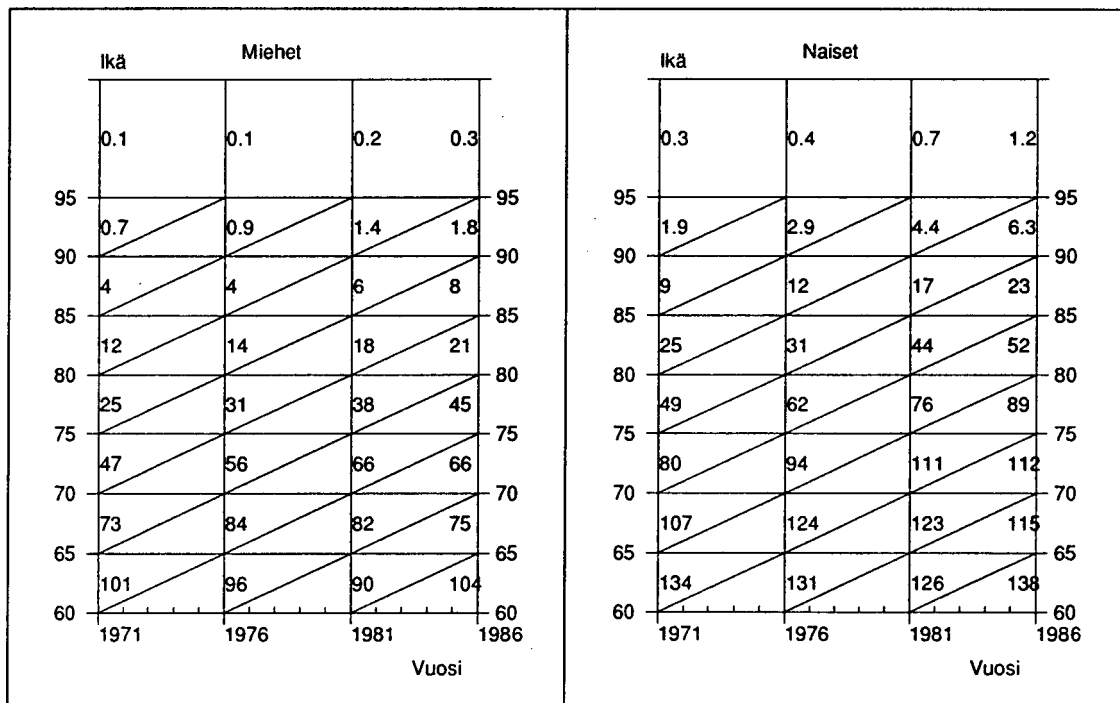 Ikä Miehet
0.1 0.1 0.2 0.3
95 95
0.7 0.9 1.4 1.8
90 90
4 4 6 8
85 85
12 14 18 21
80 80
25 31 38 45
75 75
47 56 66 66
70 70
73 84 82 75
65 65
101 96 90 104
60 60
1971 1976 1981 1986
Vuosi
Ikä Naiset
0.3 0.4 0.7 1.2
95 95
1.9 2.9 4.4 6.3
90 90
9 12 17 23
85 85
25 31 44 52
80 80
49 62 76 89
75 75
80 94 111 112
70 70
107 124 123 115
65 65
134 131 126 138
60 60
1971 1976 1981 1986
Vuosi